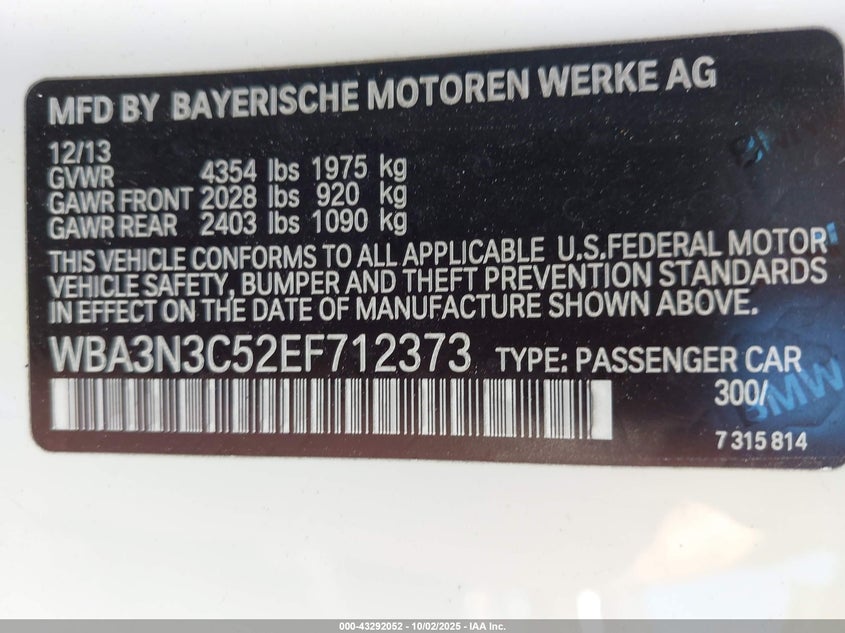 MFD BY BAYERISCHE MOTOREN WERKE AG
12/13
GVWR 4354 lbs 1975 kg
GAWR FRONT 2028 lbs 920 kg
GAWR REAR 2403 lbs 1090 kg
THIS VEHICLE CONFORMS TO ALL APPLICABLE U.S.FEDERAL MOTOR
VEHICLE SAFETY, BUMPER AND THEFT PREVENTION STANDARDS
IN EFFECT ON THE DATE OF MANUFACTURE SHOWN ABOVE.
WBA3N3C52EF712373 TYPE: PASSENGER CAR
300/
BMW
7 315 814
BMW
000-43292052 - 10/02/2025 - IAA Inc.